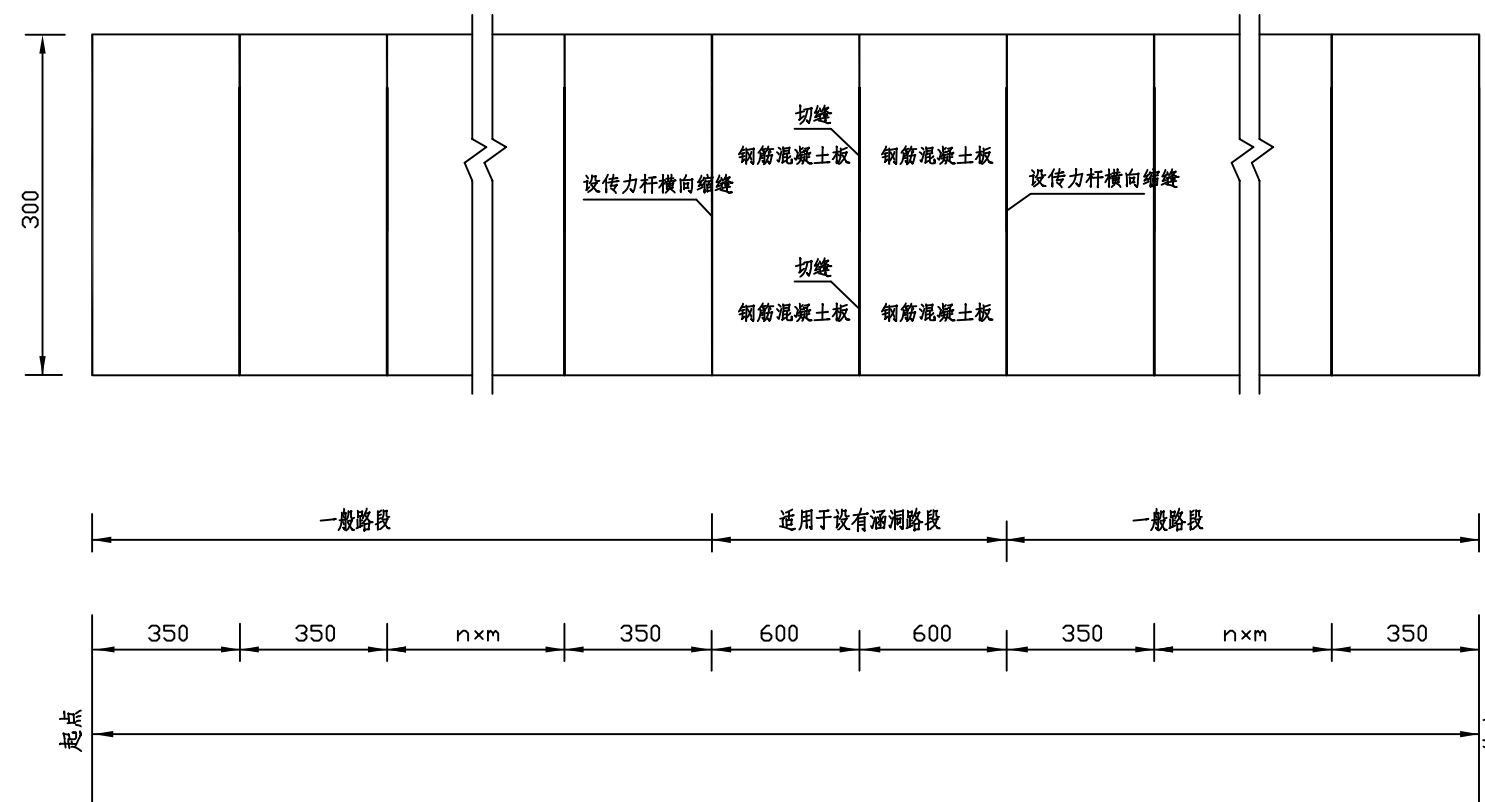 切缝
钢筋混凝土板 钢筋混凝土板
设传力杆横向缩缝 设传力杆横向缩缝
300
切缝
钢筋混凝土板 钢筋混凝土板
一般路段 适用于设有涵洞路段 一般路段
350 350 n×m 350 600 600 350 n×m 350
起点